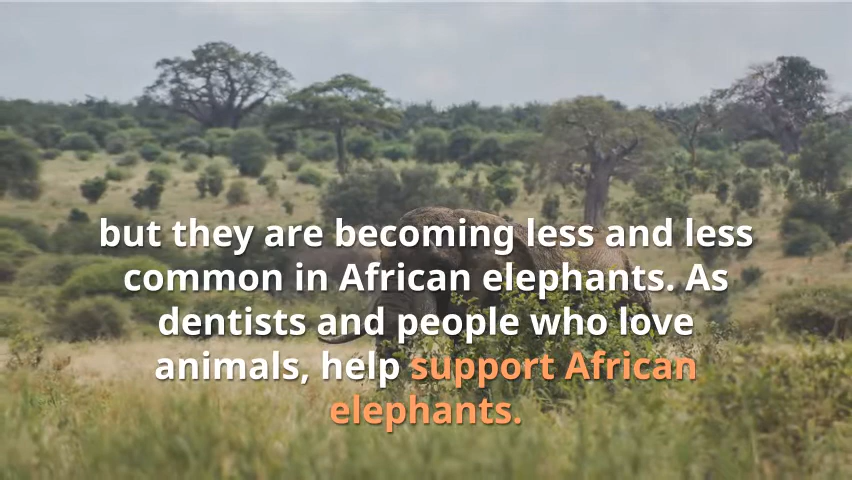 but they are becoming less and less
common in African elephants. As
dentists and people who love
animals, help support African
elephants.